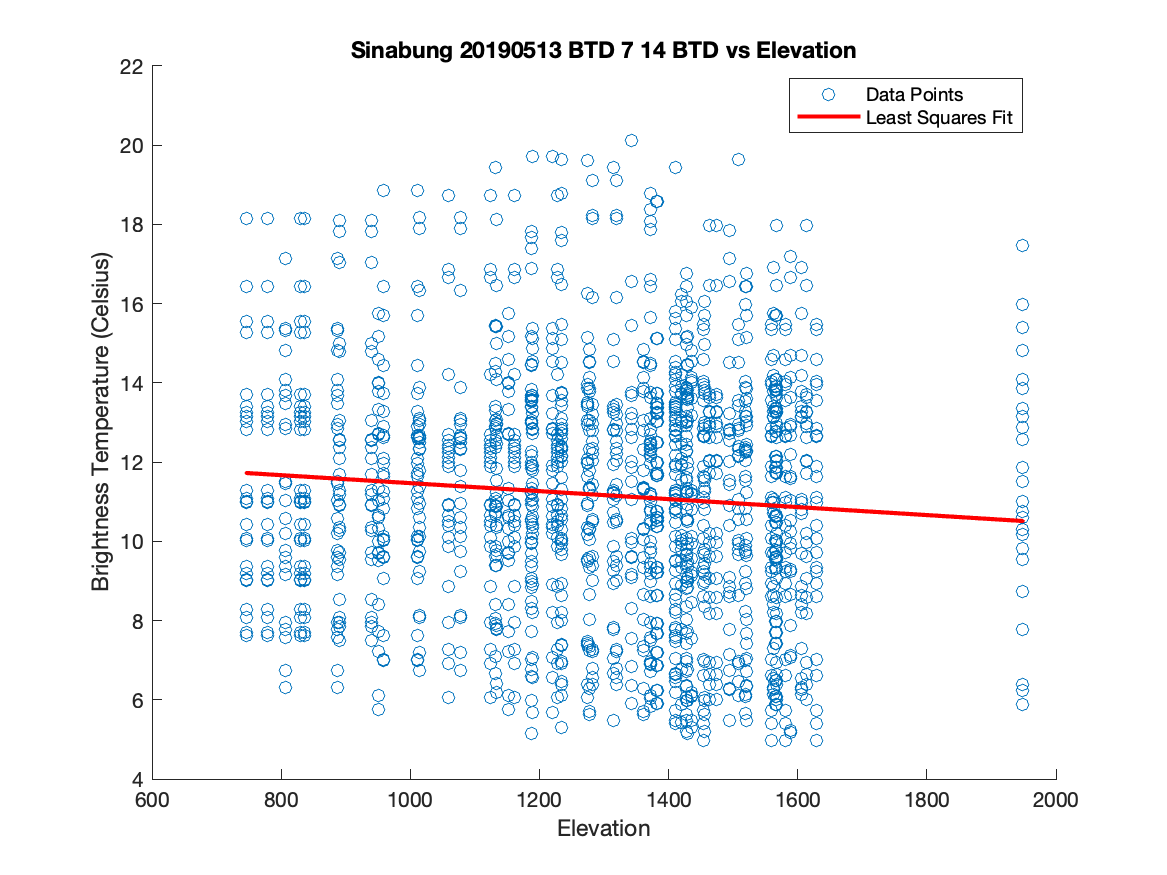 Sinabung 20190513 BTD 7 14 BTD vs Elevation
Data Points
Least Squares Fit
Brightness Temperature (Celsius)
22
20
18
16
14
12
10
8
6
4
600 800 1000 1200 1400 1600 1800 2000
Elevation